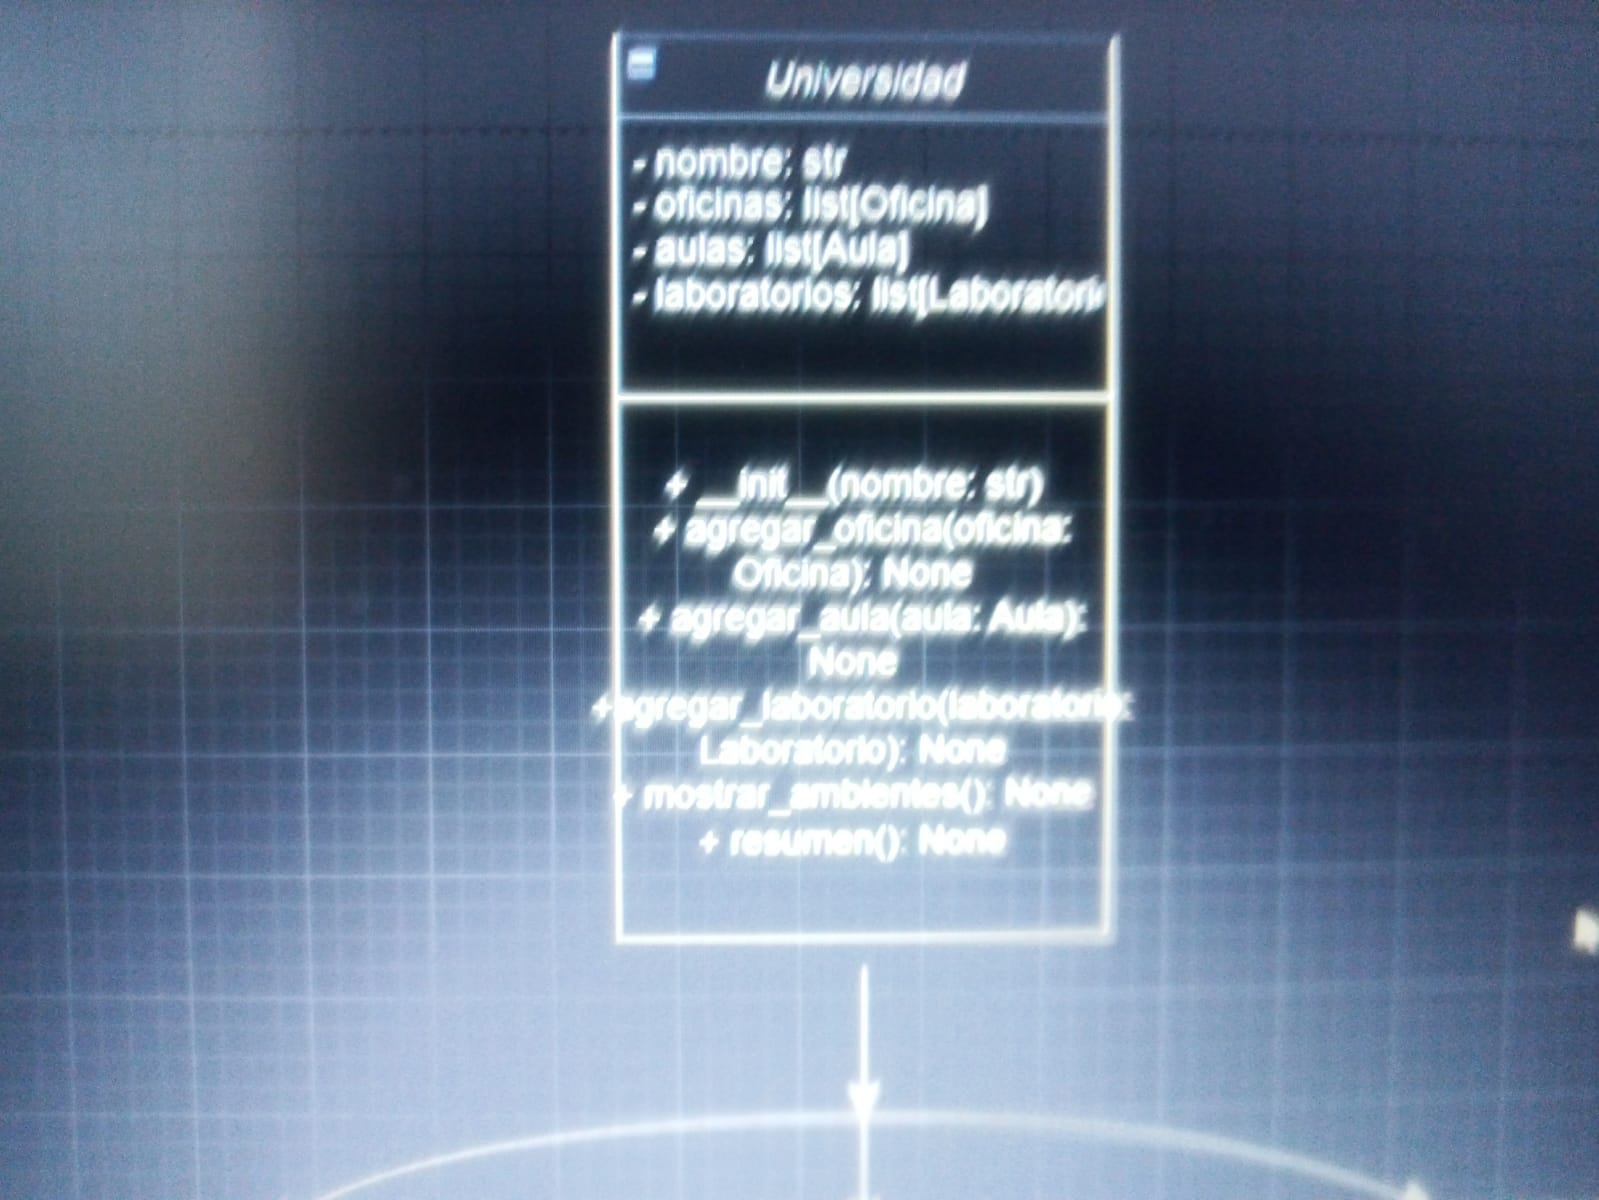 Universidad
- nombre: str
- oficinas: list[Oficina]
- aulas: list[Aula]
- laboratorios: list[Laboratori
+ __init__(nombre: str)
+ agregar_oficina(oficina:
Oficina): None
+ agregar_aula(aula: Aula):
None
+agregar_laboratorio(laboratorio:
Laboratorio): None
+ mostrar_ambientes(): None
+ resumen(): None